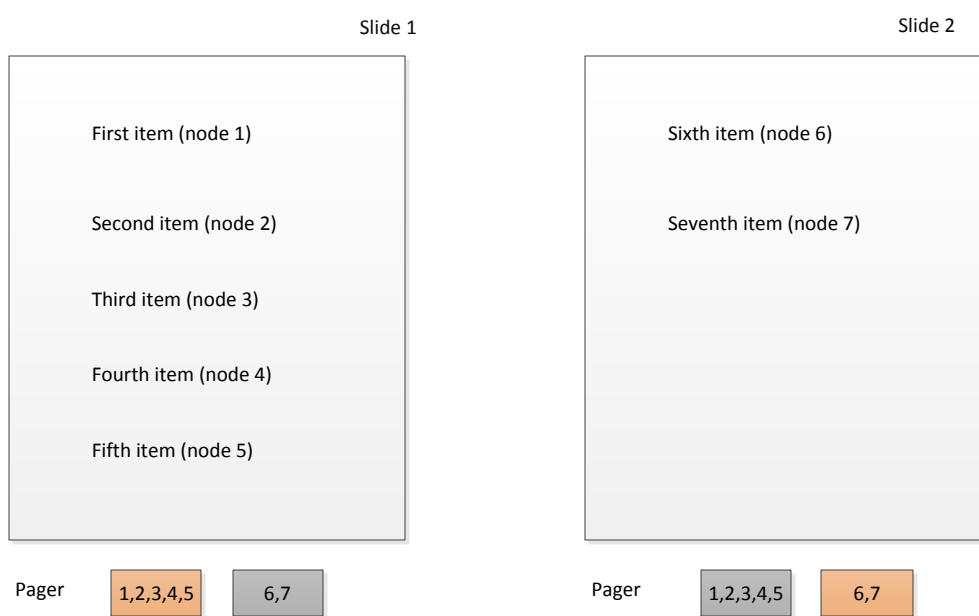 Slide 1
First item (node 1)
Second item (node 2)
Third item (node 3)
Fourth item (node 4)
Fifth item (node 5)
Pager
1,2,3,4,5
6,7
Slide 2
Sixth item (node 6)
Seventh item (node 7)
Pager
1,2,3,4,5
6,7